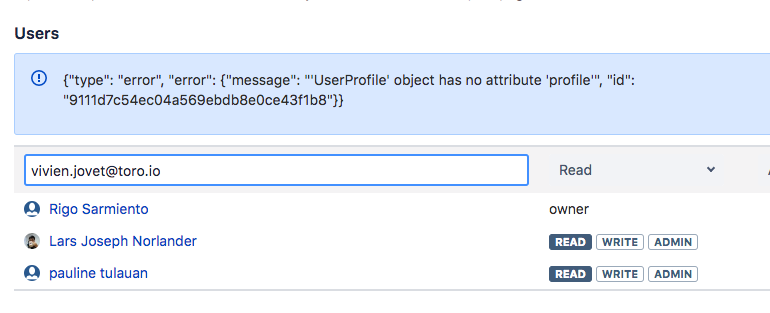 Users
{"type": "error", "error": {"message": "'UserProfile' object has no attribute 'profile'", "id":
"9111d7c54ec04a569ebdb8e0ce43f1b8"}}
vivien.jovet@toro.io Read
Rigo Sarmiento owner
Lars Joseph Norlander READ WRITE ADMIN
pauline tulauan READ WRITE ADMIN